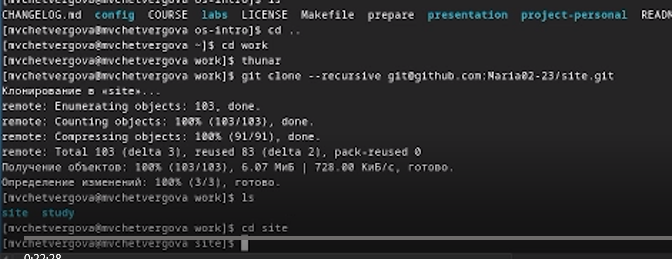 CHANGELOG.md config COURSE labs LICENSE Makefile prepare presentation project-personal READM
[mvchetvergova@mvchetvergova os-intro]$ cd ..
[mvchetvergova@mvchetvergova ~]$ cd work
[mvchetvergova@mvchetvergova work]$ thunar
[mvchetvergova@mvchetvergova work]$ git clone --recursive git@github.com:Maria02-23/site.git
Клонирование в «site»...
remote: Enumerating objects: 103, done.
remote: Counting objects: 100% (103/103), done.
remote: Compressing objects: 100% (91/91), done.
remote: Total 103 (delta 3), reused 83 (delta 2), pack-reused 0
Получение объектов: 100% (103/103), 6.07 МиБ | 728.00 КиБ/с, готово.
Определение изменений: 100% (3/3), готово.
[mvchetvergova@mvchetvergova work]$ ls
site study
[mvchetvergova@mvchetvergova work]$ cd site
[mvchetvergova@mvchetvergova site]$
0:22:28